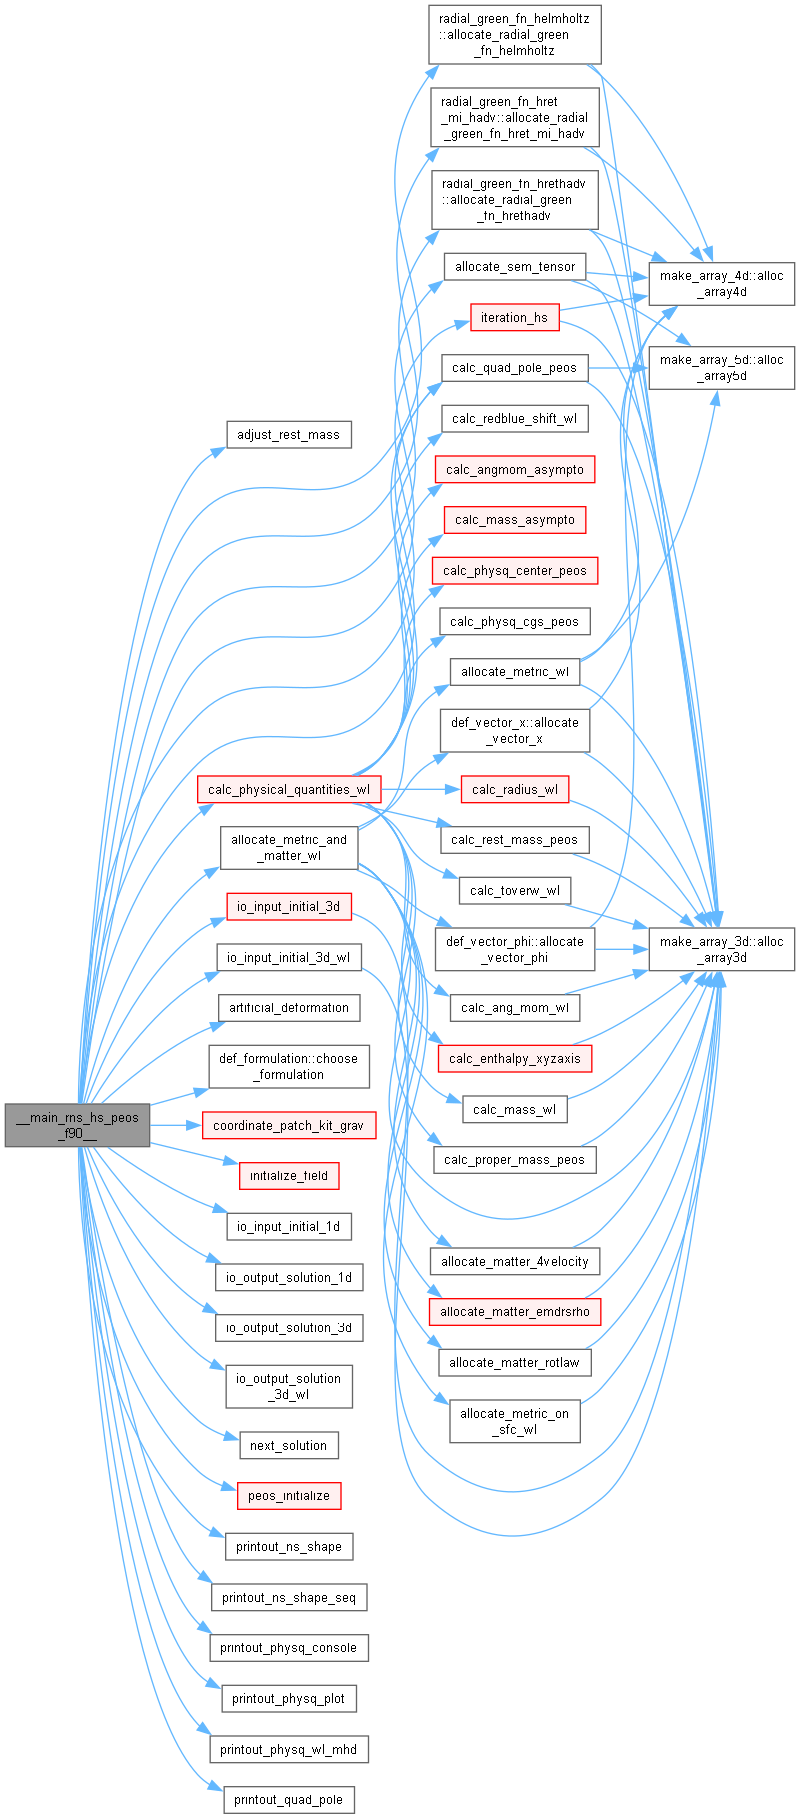 radial_green_fn_helmholtz
::allocate_radial_green
_fn_helmholtz
radial_green_fn_hret
_mi_hadv::allocate_radial
_green_fn_hret_mi_hadv
radial_green_fn_hrethadv
::allocate_radial_green
_fn_hrethadv
allocate_sem_tensor
make_array_4d::alloc
_array4d
iteration_hs
calc_quad_pole_peos
make_array_5d::alloc
_array5d
calc_redblue_shift_wl
adjust_rest_mass
calc_angmom_asympto
calc_mass_asympto
calc_physq_center_peos
calc_physq_cgs_peos
allocate_metric_wl
def_vector_x::allocate
_vector_x
calc_physical_quantities_wl
calc_radius_wl
allocate_metric_and
_matter_wl
calc_rest_mass_peos
calc_toverw_wl
io_input_initial_3d
def_vector_phi::allocate
_vector_phi
make_array_3d::alloc
_array3d
io_input_initial_3d_wl
artificial_deformation
calc_ang_mom_wl
def_formulation::choose
_formulation
calc_enthalpy_xyzaxis
__main_rns_hs_peos
_f90__
coordinate_patch_kit_grav
calc_mass_wl
initialize_field
calc_proper_mass_peos
io_input_initial_1d
allocate_matter_4velocity
io_output_solution_1d
allocate_matter_emdrsrho
io_output_solution_3d
allocate_matter_rotlaw
io_output_solution
_3d_wl
allocate_metric_on
_sfc_wl
next_solution
peos_initialize
printout_ns_shape
printout_ns_shape_seq
printout_physq_console
printout_physq_plot
printout_physq_wl_mhd
printout_quad_pole